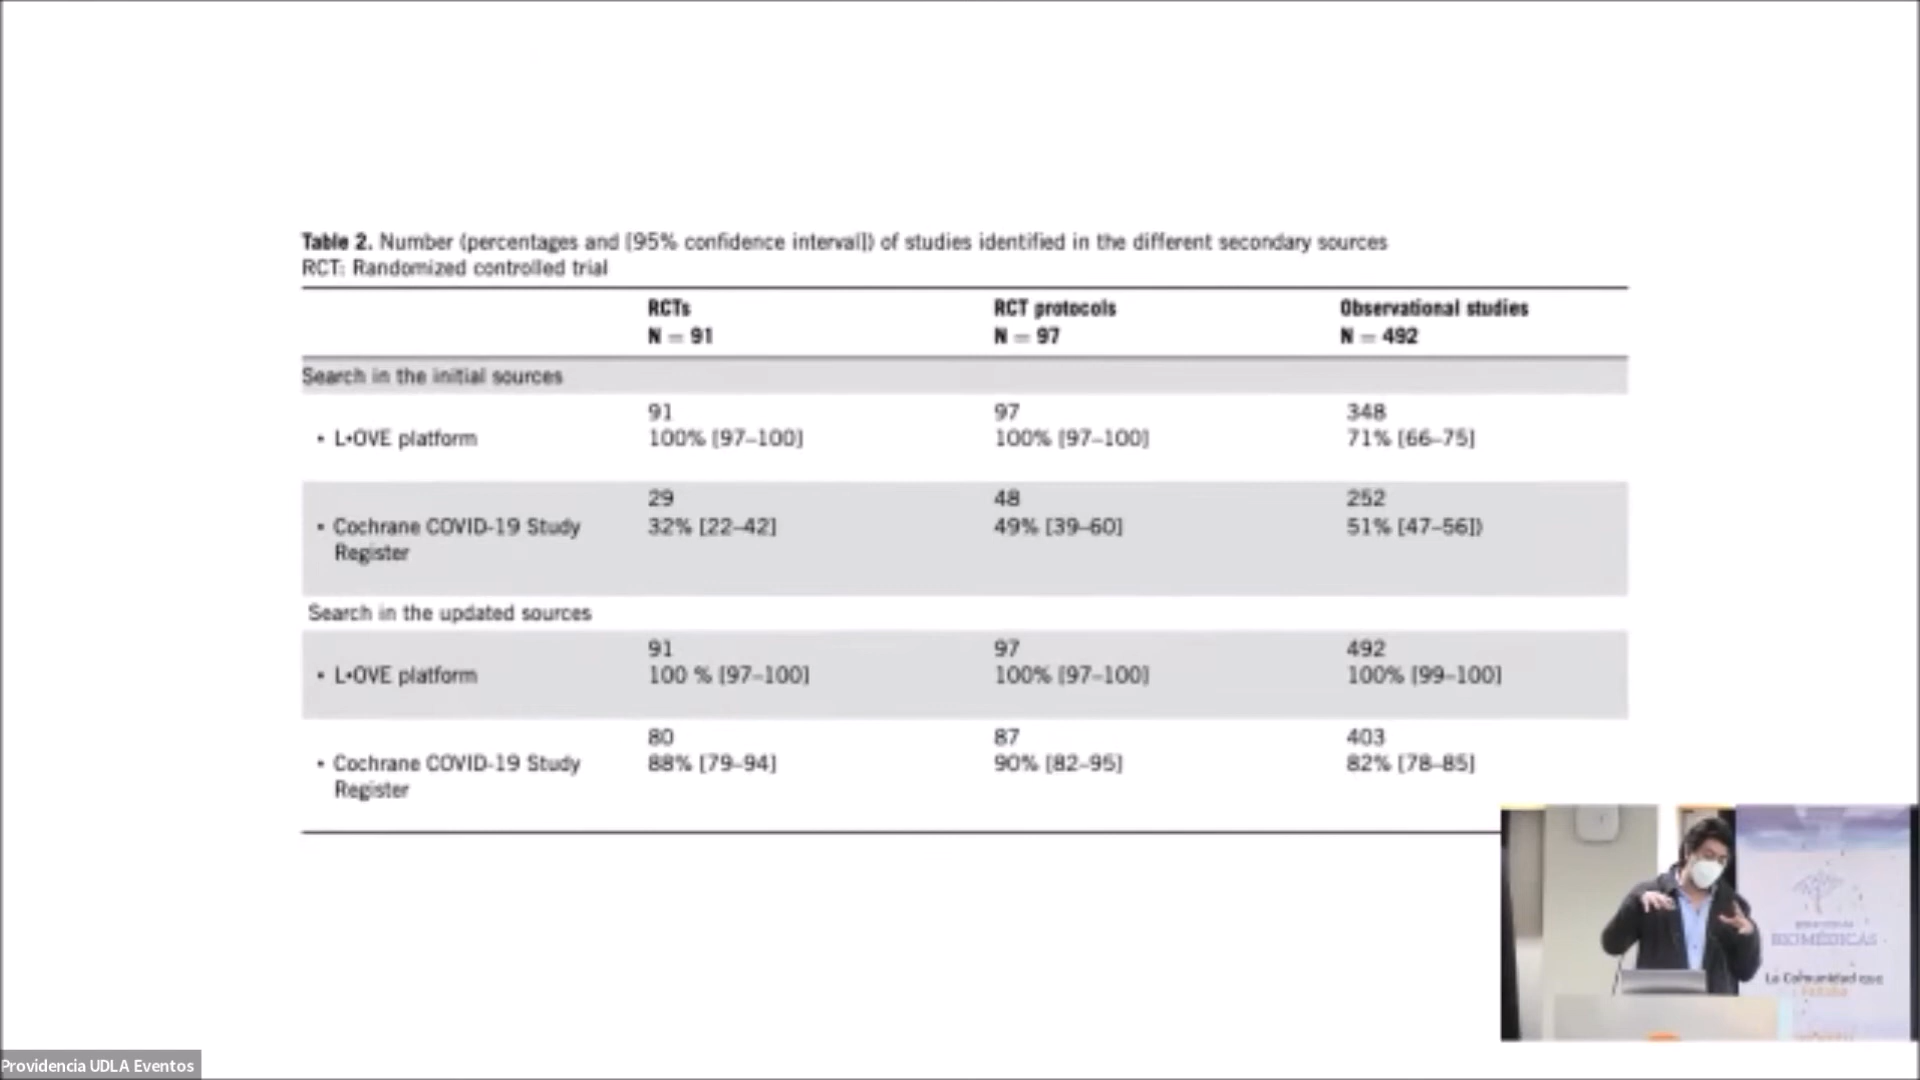 Table 2. Number (percentages and [95% confidence interval]) of studies identified in the different secondary sources
RCT: Randomized controlled trial
RCTs RCT protocols Observational studies
N = 91 N = 97 N = 492
Search in the initial sources
91 97 348
• L•OVE platform 100% [97–100] 100% [97–100] 71% [66–75]
29 48 252
• Cochrane COVID-19 Study 32% [22–42] 49% [39–60] 51% [47–56])
Register
Search in the updated sources
91 97 492
• L•OVE platform 100 % [97–100] 100% [97–100] 100% [99–100]
80 87 403
• Cochrane COVID-19 Study 88% [79–94] 90% [82–95] 82% [78–85]
Register
BIOMÉDICAS
La Comunidad que
Providencia UDLA Eventos